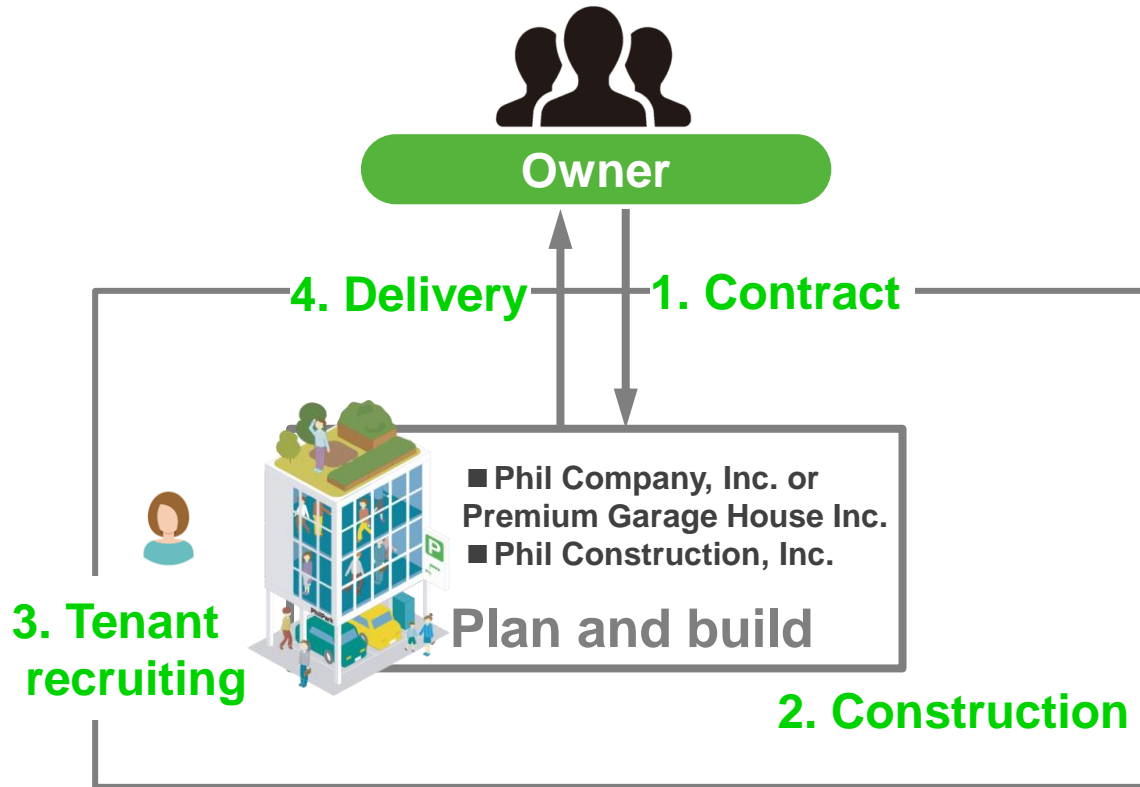 Owner
4. Delivery
1. Contract
■ Phil Company, Inc. or
Premium Garage House Inc.
■ Phil Construction, Inc.
Plan and build
P
PhilPark
3. Tenant
recruiting
2. Construction